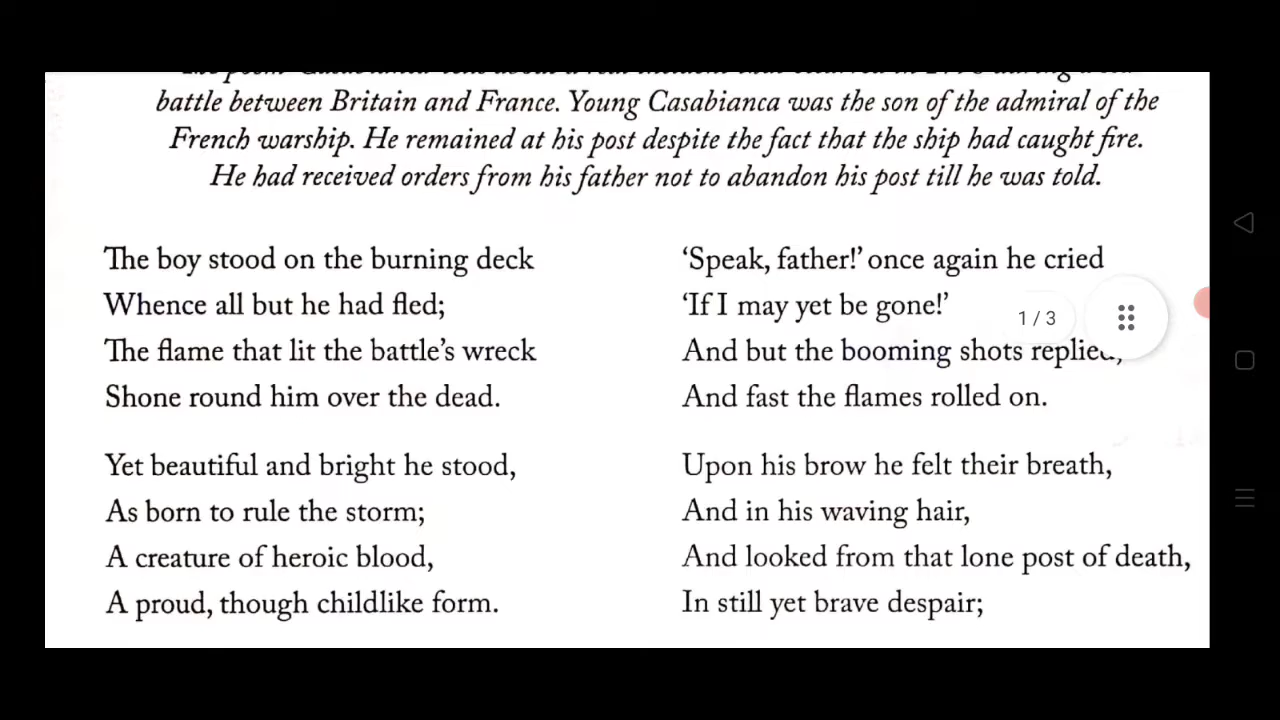 battle between Britain and France. Young Casabianca was the son of the admiral of the
French warship. He remained at his post despite the fact that the ship had caught fire.
He had received orders from his father not to abandon his post till he was told.
The boy stood on the burning deck
Whence all but he had fled;
The flame that lit the battle's wreck
Shone round him over the dead.
Yet beautiful and bright he stood,
As born to rule the storm;
A creature of heroic blood,
A proud, though childlike form.
‘Speak, father!’ once again he cried
‘If I may yet be gone!’
And but the booming shots replied,
And fast the flames rolled on.
Upon his brow he felt their breath,
And in his waving hair,
And looked from that lone post of death,
In still yet brave despair;
1 / 3